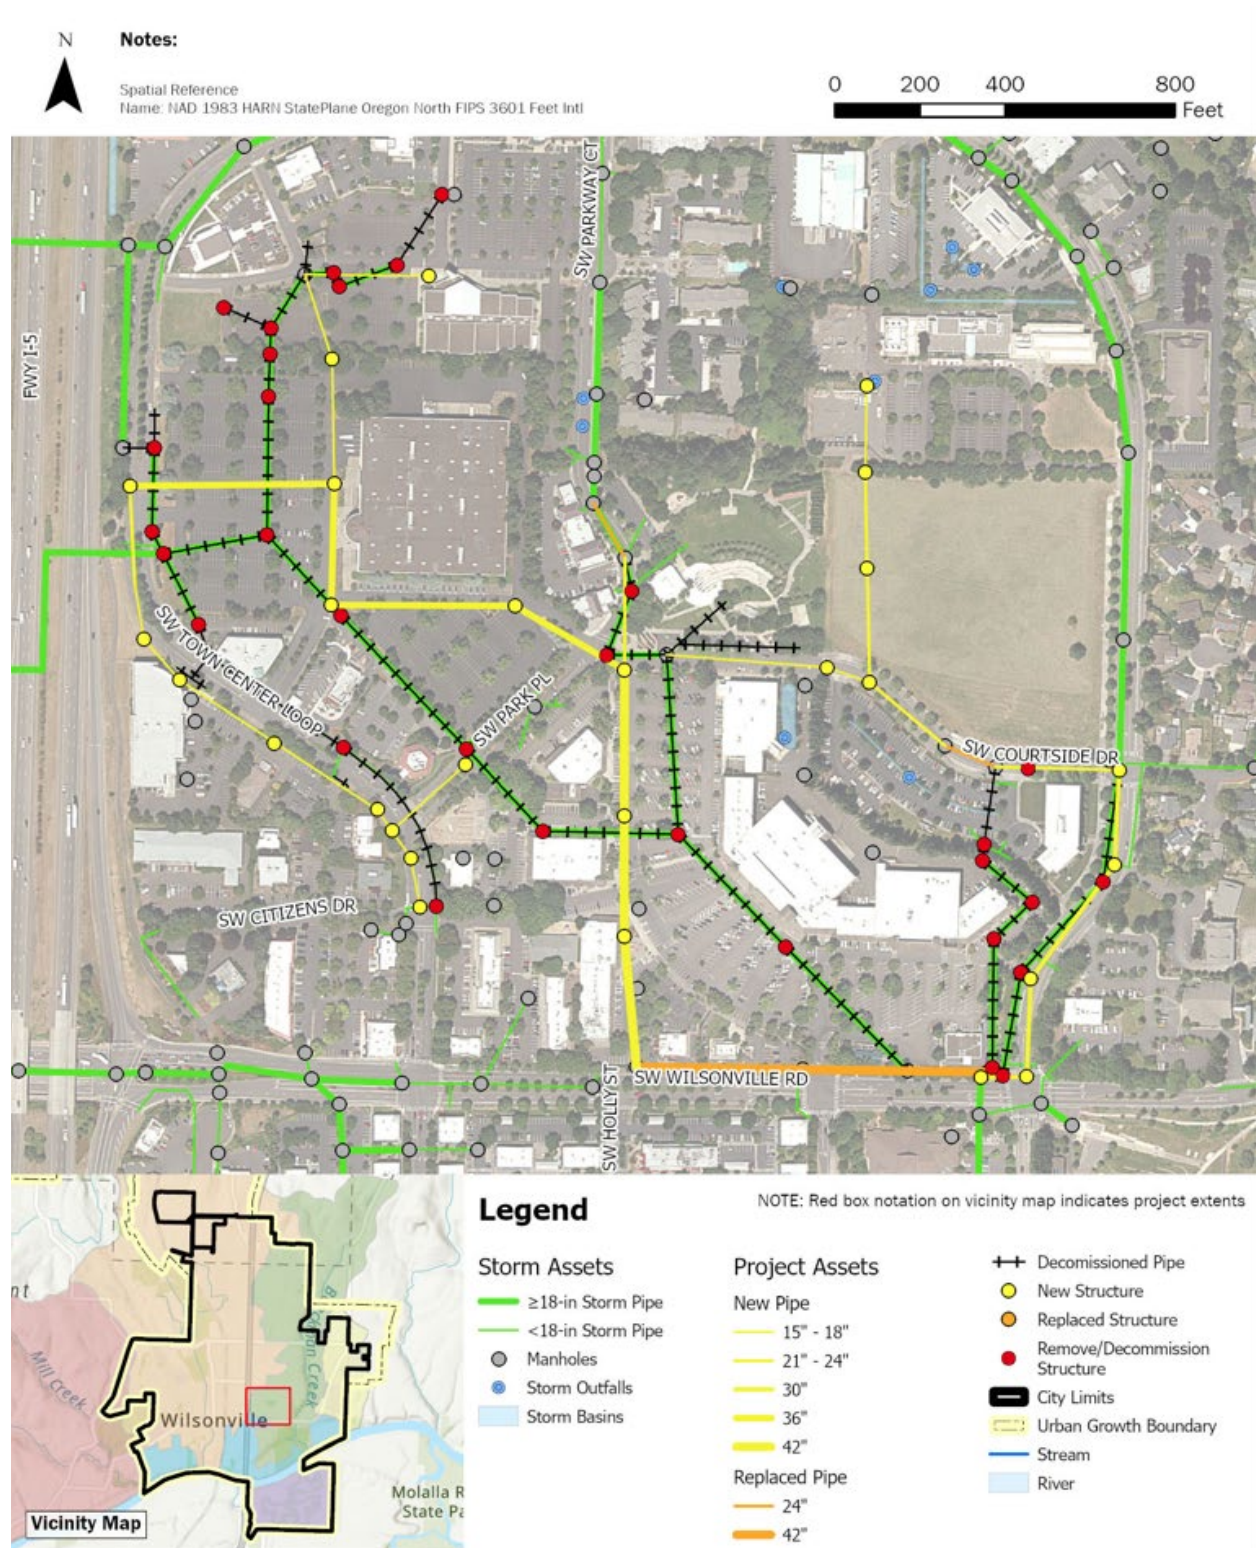 N
Notes:
Spatial Reference
Name: NAD 1983 HARN StatePlane Oregon North FIPS 3601 Feet Intl
0 200 400 800
Feet
SW PARKWAY CT
FWY I-5
SW TOWN CENTER LOOP
SW PARK PL
SW COURTSIDE DR
SW CITIZENS DR
SW WILSONVILLE RD
SW HOLLY ST
NOTE: Red box notation on vicinity map indicates project extents
Legend
Storm Assets
≥18-in Storm Pipe
<18-in Storm Pipe
Manholes
Storm Outfalls
Storm Basins
Project Assets
New Pipe
15" - 18"
21" - 24"
30"
36"
42"
Replaced Pipe
24"
42"
Decomissioned Pipe
New Structure
Replaced Structure
Remove/Decommission
Structure
City Limits
Urban Growth Boundary
Stream
River
nt
Mill Creek
Creek
Wilsonville
Molalla R
State Pa
Vicinity Map